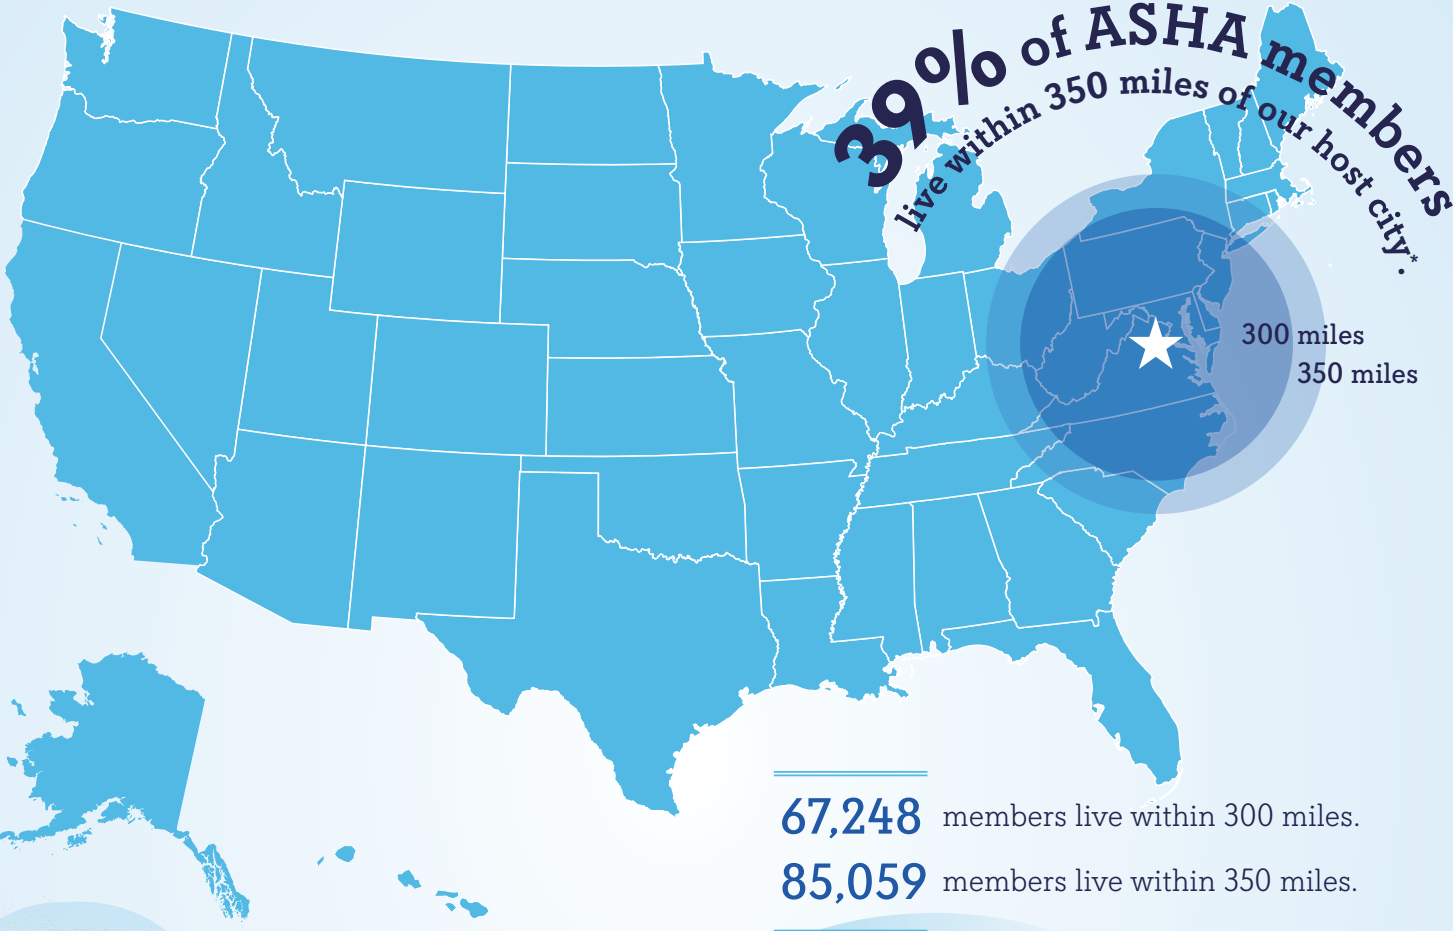 39% of ASHA members
live within 350 miles of our host city*.
300 miles
350 miles
67,248 members live within 300 miles.
85,059 members live within 350 miles.